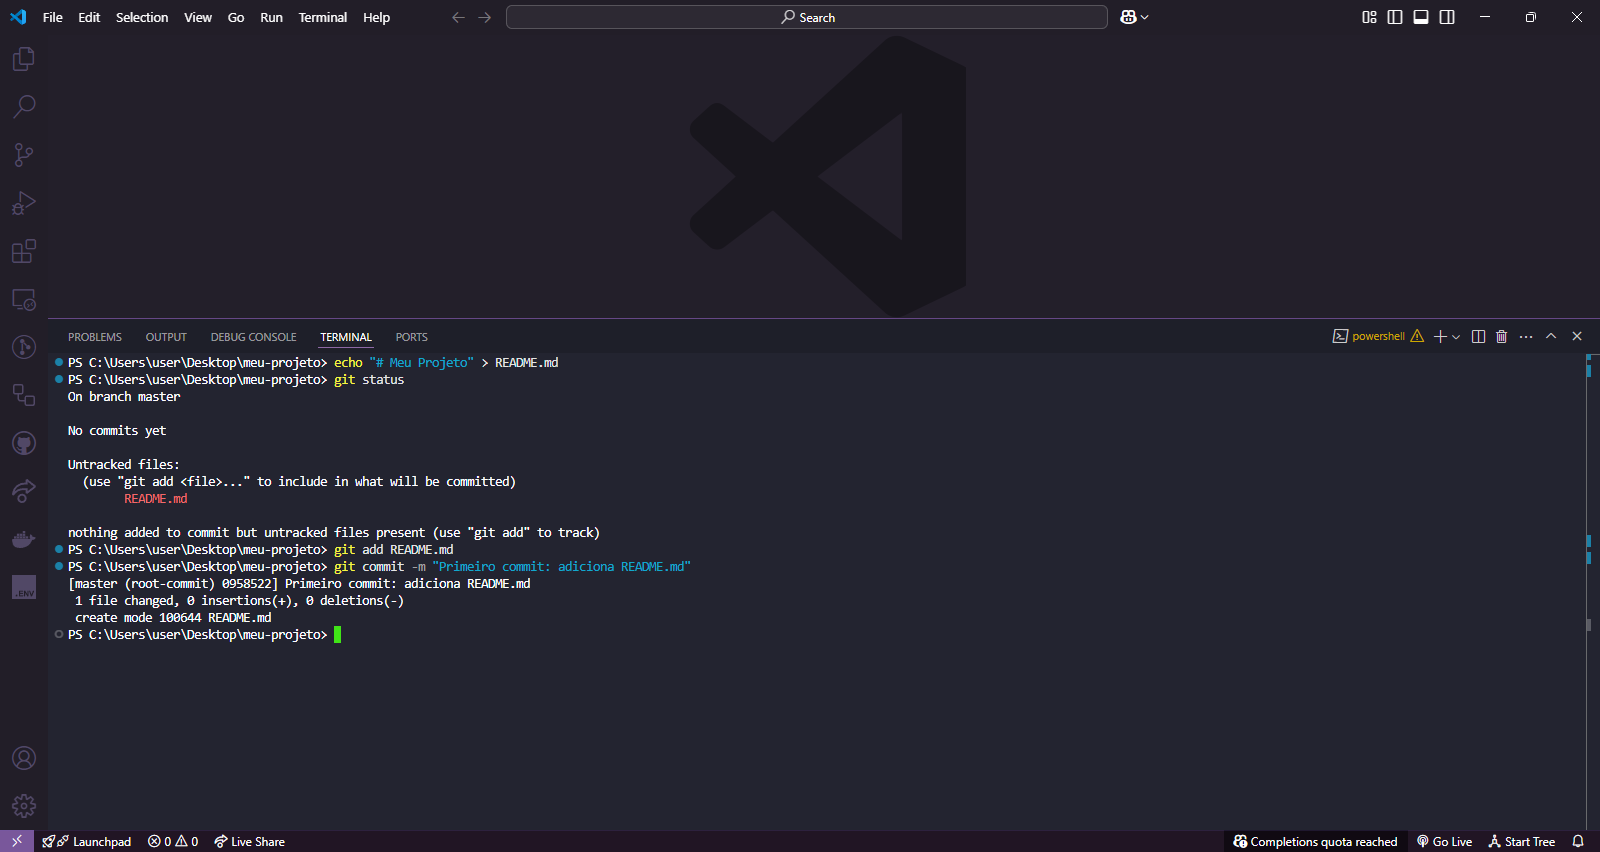 File Edit Selection View Go Run Terminal Help Search
PROBLEMS OUTPUT DEBUG CONSOLE TERMINAL PORTS powershell
PS C:\Users\user\Desktop\meu-projeto> echo "# Meu Projeto" > README.md
PS C:\Users\user\Desktop\meu-projeto> git status
On branch master
No commits yet
Untracked files:
(use "git add <file>..." to include in what will be committed)
README.md
nothing added to commit but untracked files present (use "git add" to track)
PS C:\Users\user\Desktop\meu-projeto> git add README.md
PS C:\Users\user\Desktop\meu-projeto> git commit -m "Primeiro commit: adiciona README.md"
[master (root-commit) 0958522] Primeiro commit: adiciona README.md
1 file changed, 0 insertions(+), 0 deletions(-)
create mode 100644 README.md
PS C:\Users\user\Desktop\meu-projeto>
.ENV
Launchpad 0 0 Live Share Completions quota reached Go Live Start Tree